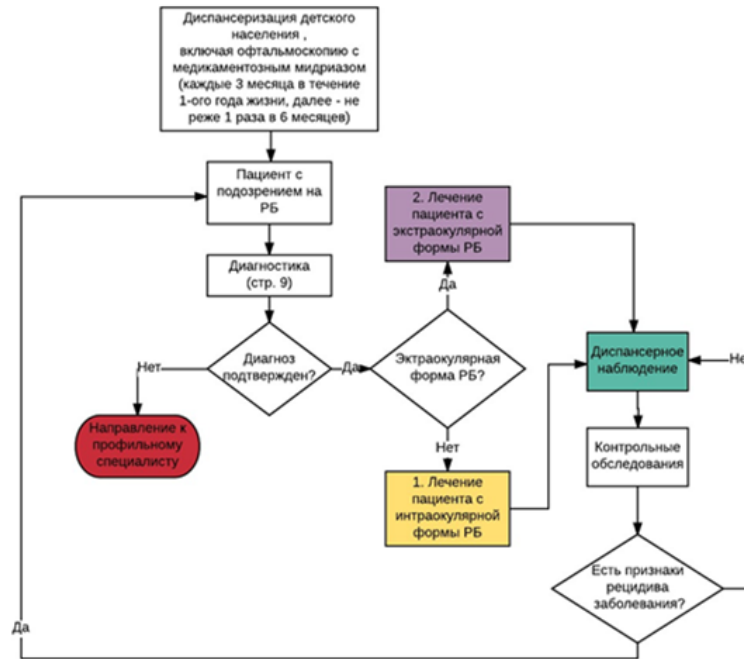 Диспансеризация детского
населения ,
включая офтальмоскопию с
медикаментозным мидриазом
(каждые 3 месяца в течение
1-ого года жизни, далее - не
реже 1 раза в 6 месяцев)
Пациент с
подозрением на
РБ
Диагностика
(стр. 9)
Диагноз
подтвержден?
Нет
Направление к
профильному
специалисту
Да
Эктраокулярная
форма РБ?
Да
2. Лечение
пациента с
экстраокулярной
формы РБ
Нет
1. Лечение
пациента с
интраокулярной
формы РБ
Диспансерное
наблюдение
Не
Контрольные
обследования
Есть признаки
рецидива
заболевания?
Да